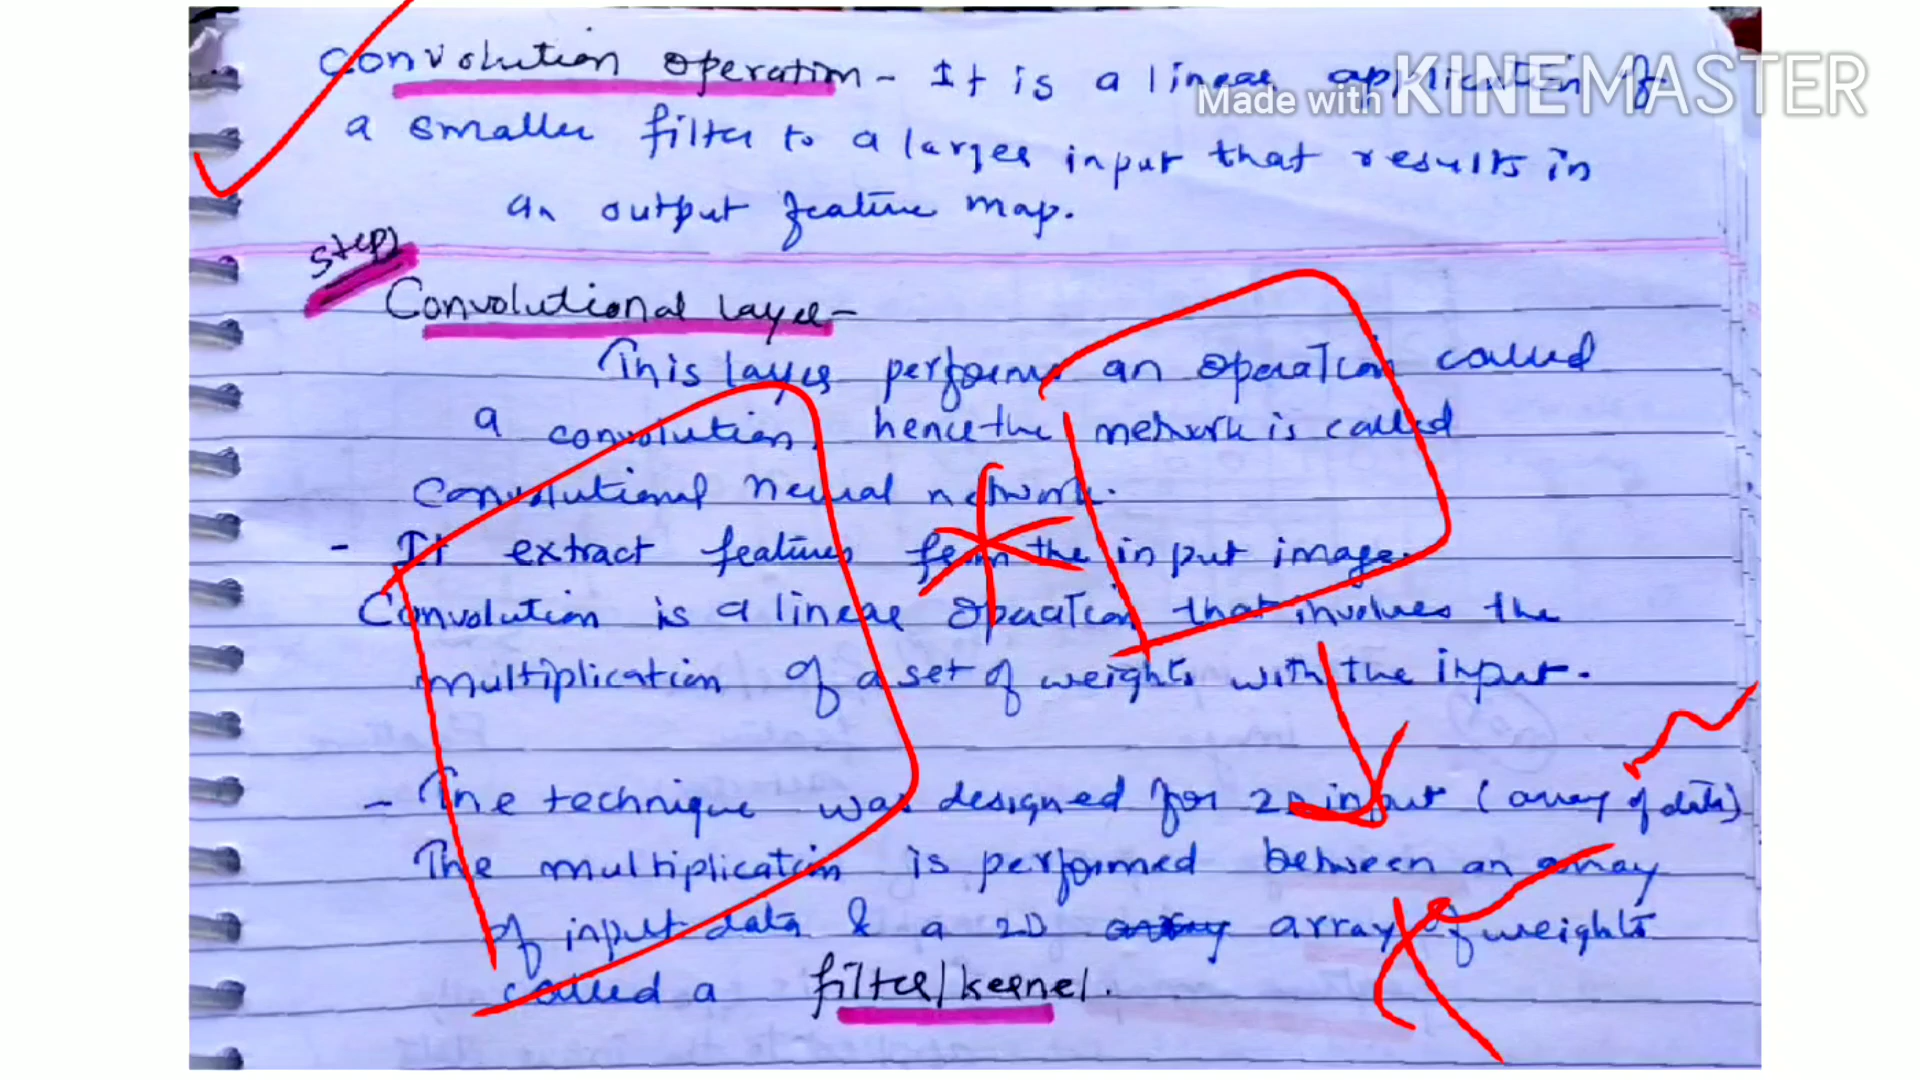 Convolution operation - It is a linear application of
Made with KINEMASTER
a smaller filter to a larger input that results in
an output feature map.
Step 1
Convolutional layer -
This layer performs an operation called
a convolution, hence the network is called
Convolutional Neural network.
- It extract features from the input image.
Convolution is a linear operation that involves the
multiplication of a set of weights with the input.
- The technique was designed for 2D input (array of data)
The multiplication is performed between an array
of input data & a 2D array of weights
called a filter/kernel.